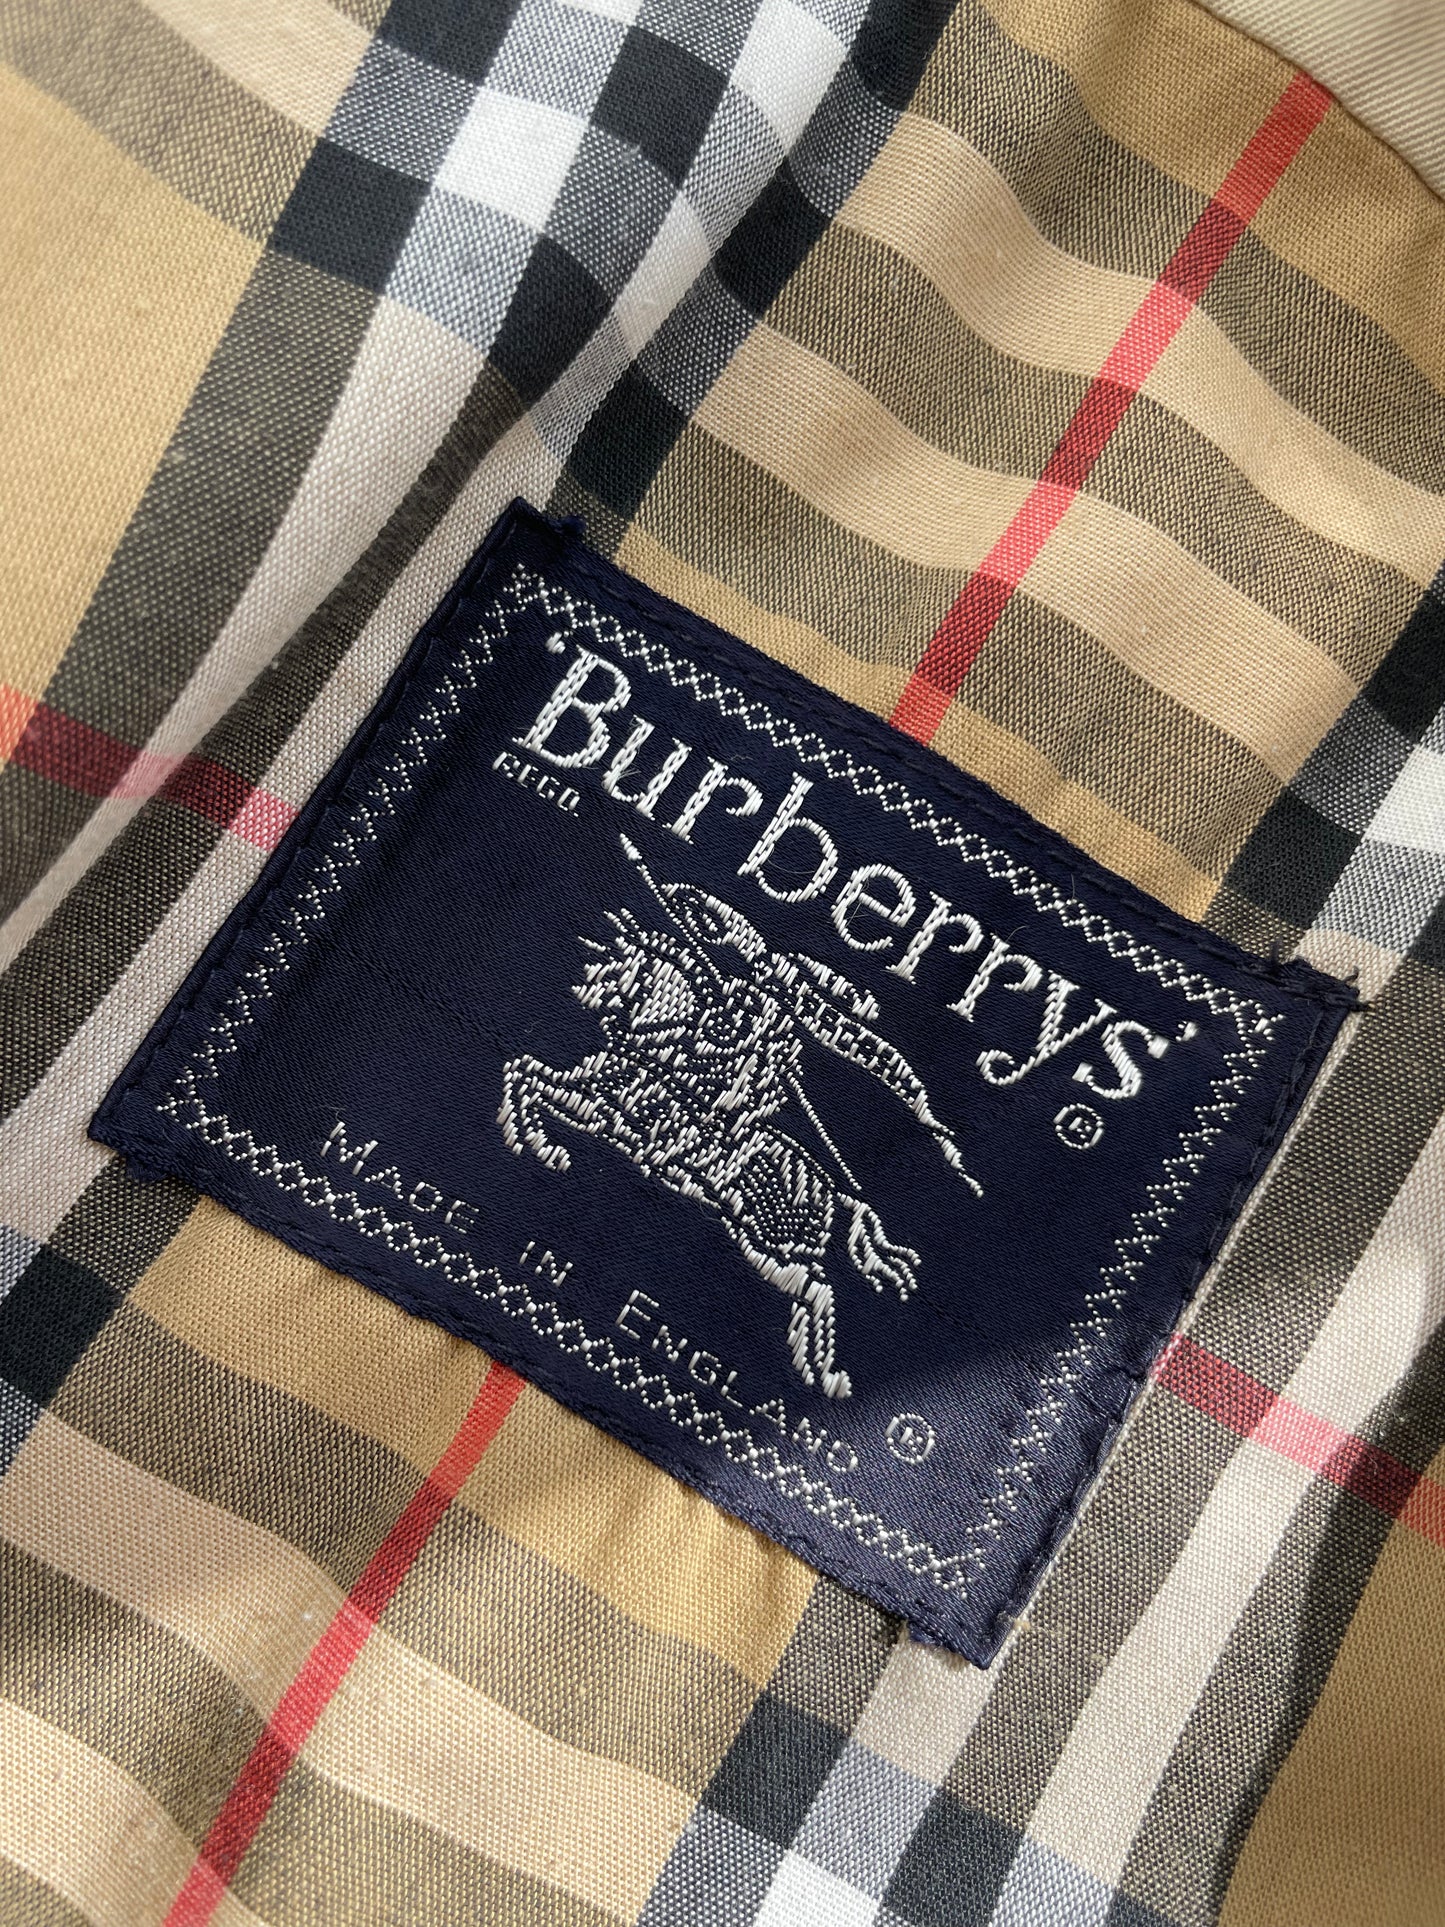 'Burberrys'
REGD.
®
MADE IN ENGLAND ®